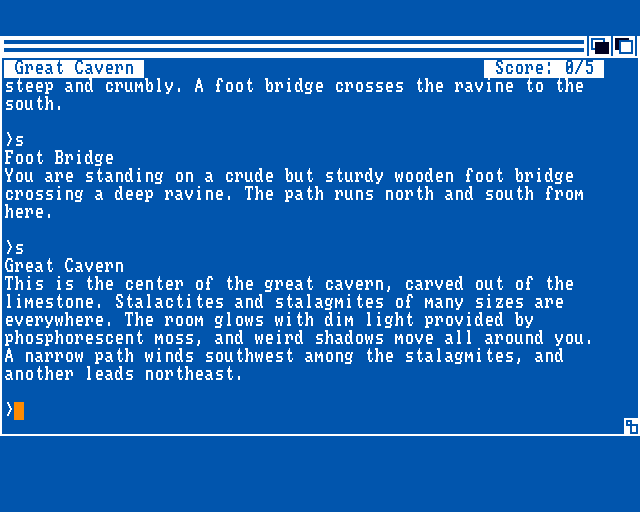 Great Cavern Score: 0/5
steep and crumbly. A foot bridge crosses the ravine to the
south.
>s
Foot Bridge
You are standing on a crude but sturdy wooden foot bridge
crossing a deep ravine. The path runs north and south from
here.
>s
Great Cavern
This is the center of the great cavern, carved out of the
limestone. Stalactites and stalagmites of many sizes are
everywhere. The room glows with dim light provided by
phosphorescent moss, and weird shadows move all around you.
A narrow path winds southwest among the stalagmites, and
another leads northeast.
>